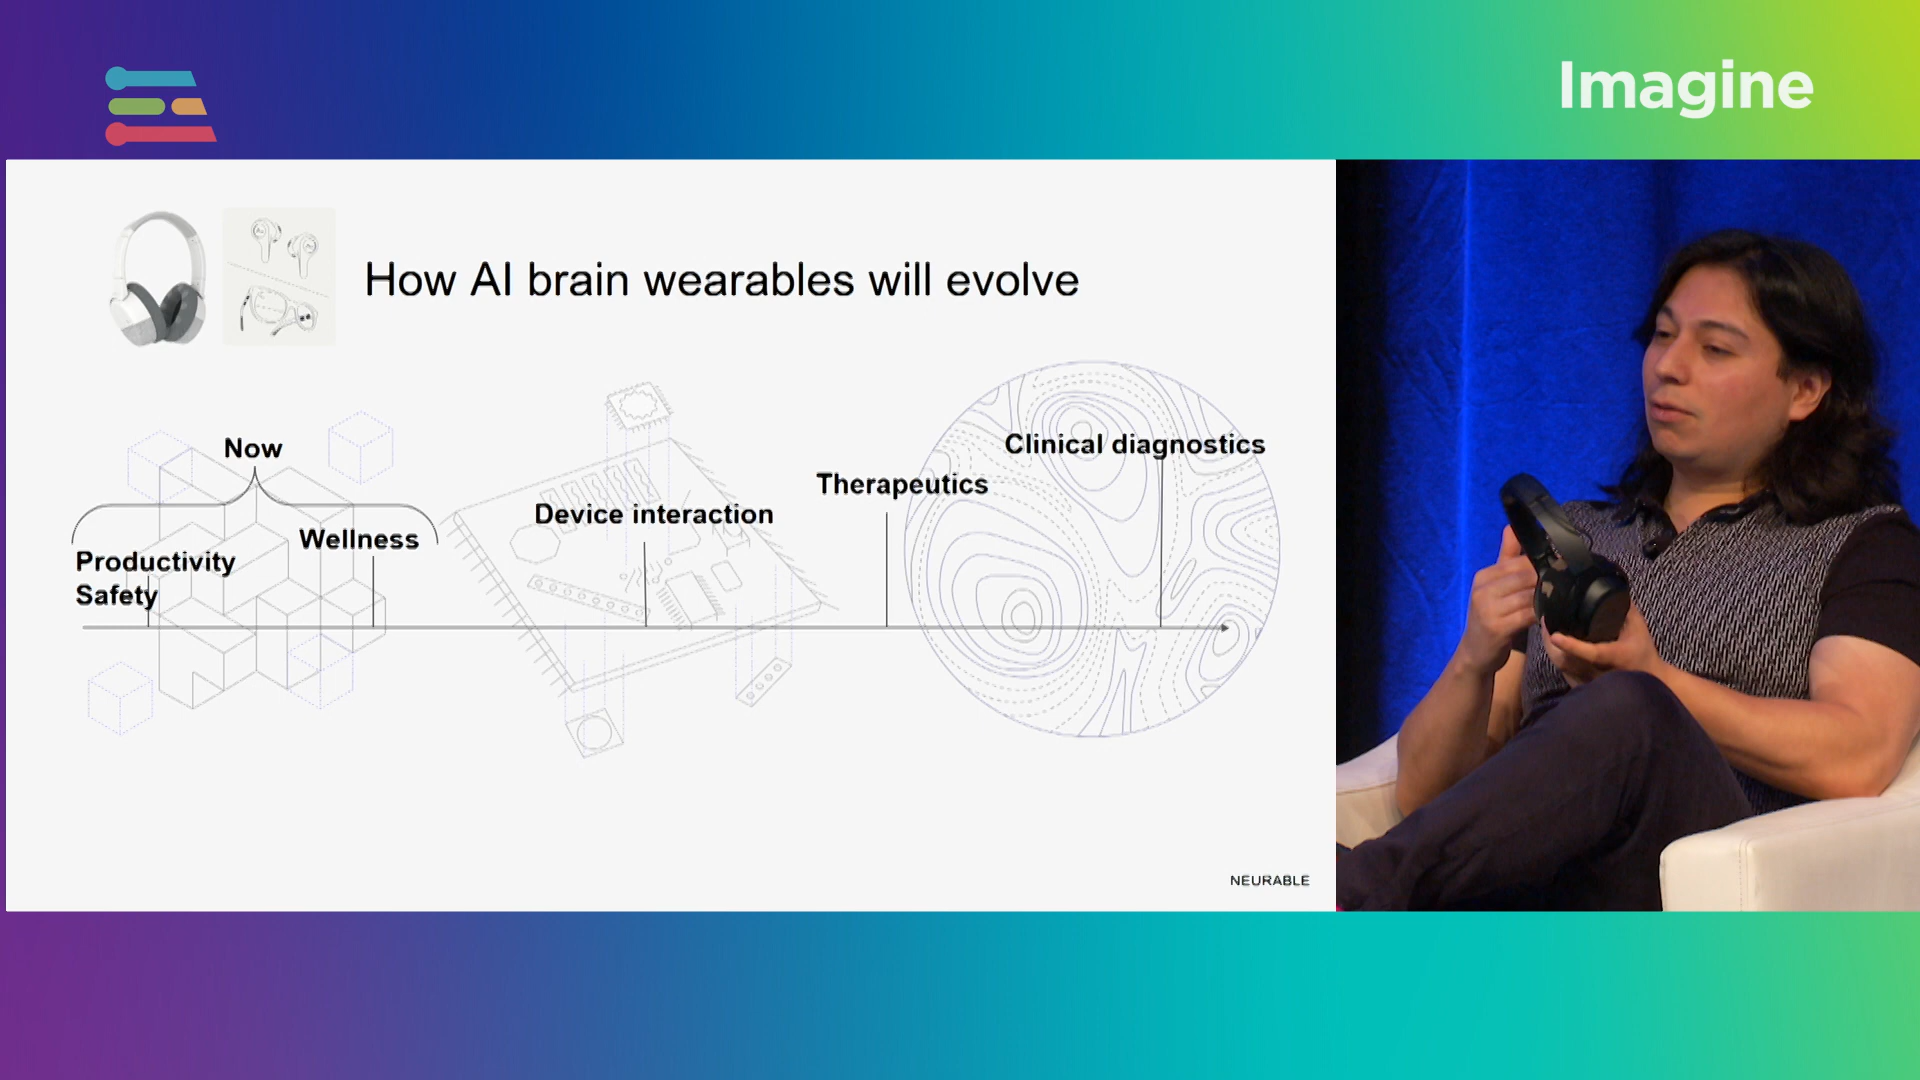 Imagine
How AI brain wearables will evolve
Now
Productivity
Safety
Wellness
Device interaction
Therapeutics
Clinical diagnostics
NEURABLE